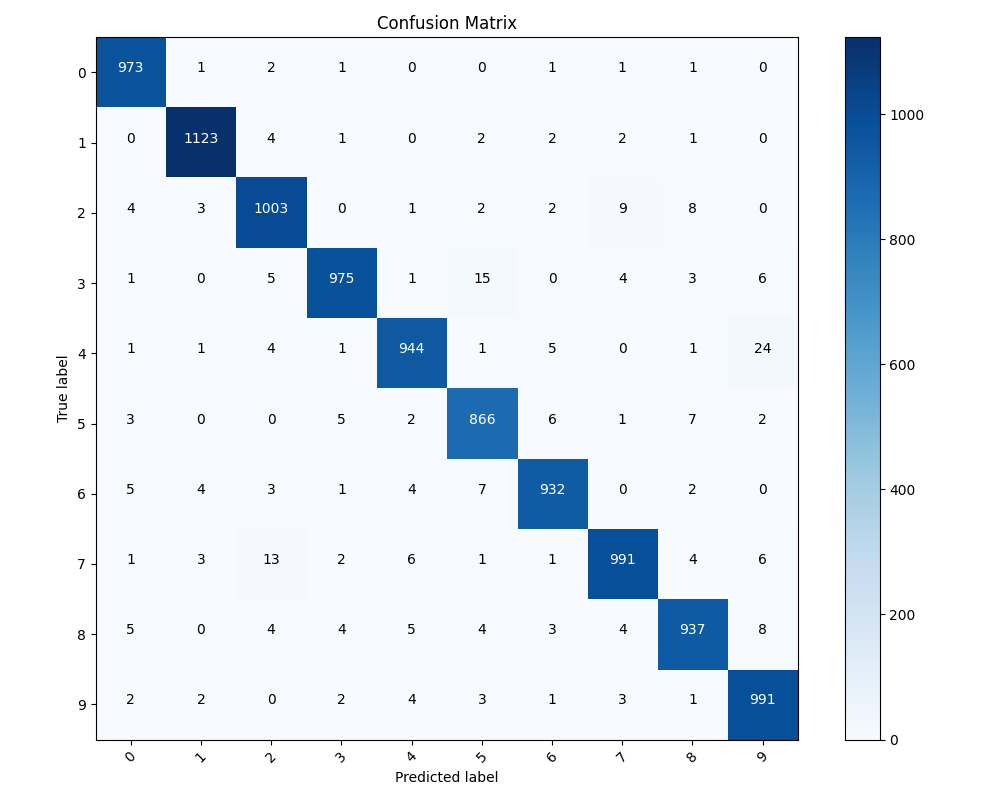 Confusion Matrix
0 973 1 2 1 0 0 1 1 1 0
1 0 1123 4 1 0 2 2 2 1 0
2 4 3 1003 0 1 2 2 9 8 0
3 1 0 5 975 1 15 0 4 3 6
4 1 1 4 1 944 1 5 0 1 24
5 3 0 0 5 2 866 6 1 7 2
6 5 4 3 1 4 7 932 0 2 0
7 1 3 13 2 6 1 1 991 4 6
8 5 0 4 4 5 4 3 4 937 8
9 2 2 0 2 4 3 1 3 1 991
0 1 2 3 4 5 6 7 8 9
Predicted label
True label
1000
800
600
400
200
0